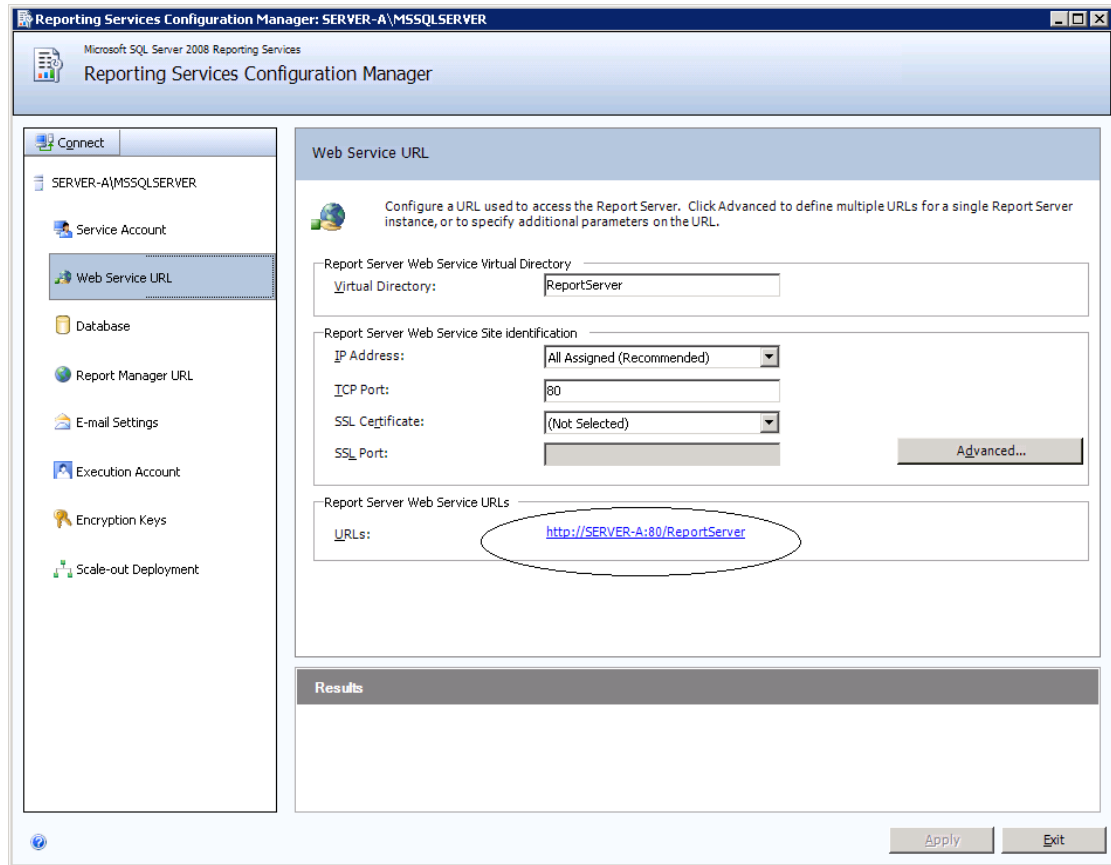 Reporting Services Configuration Manager: SERVER-A\MSSQLSERVER
Microsoft SQL Server 2008 Reporting Services
Reporting Services Configuration Manager
Connect
SERVER-A\MSSQLSERVER
Service Account
Web Service URL
Database
Report Manager URL
E-mail Settings
Execution Account
Encryption Keys
Scale-out Deployment
Web Service URL
Configure a URL used to access the Report Server. Click Advanced to define multiple URLs for a single Report Server
instance, or to specify additional parameters on the URL.
Report Server Web Service Virtual Directory
Virtual Directory: ReportServer
Report Server Web Service Site identification
IP Address: All Assigned (Recommended)
TCP Port: 80
SSL Certificate: (Not Selected)
SSL Port:
Advanced...
Report Server Web Service URLs
URLs: http://SERVER-A:80/ReportServer
Results
Apply Exit